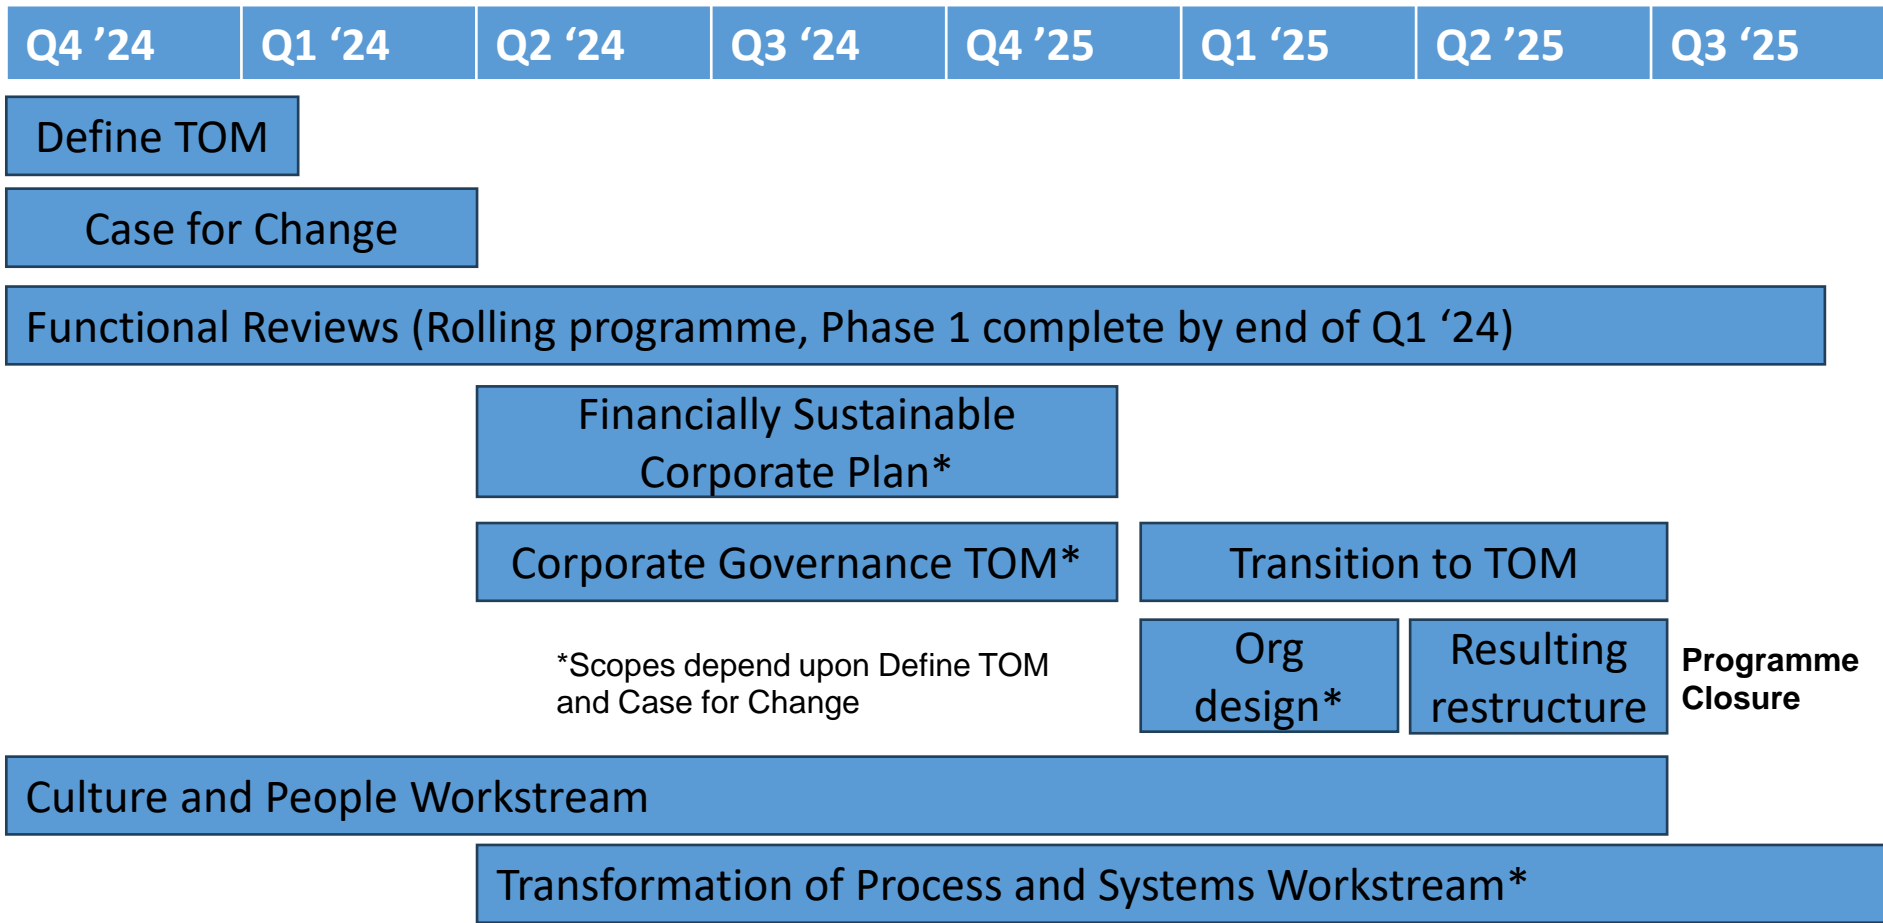 Q4 ’24 Q1 ‘24 Q2 ‘24 Q3 ‘24 Q4 ’25 Q1 ‘25 Q2 ’25 Q3 ‘25
Define TOM
Case for Change
Functional Reviews (Rolling programme, Phase 1 complete by end of Q1 ‘24)
Financially Sustainable
Corporate Plan*
Corporate Governance TOM*
Transition to TOM
*Scopes depend upon Define TOM
and Case for Change
Org
design*
Resulting
restructure
Programme
Closure
Culture and People Workstream
Transformation of Process and Systems Workstream*